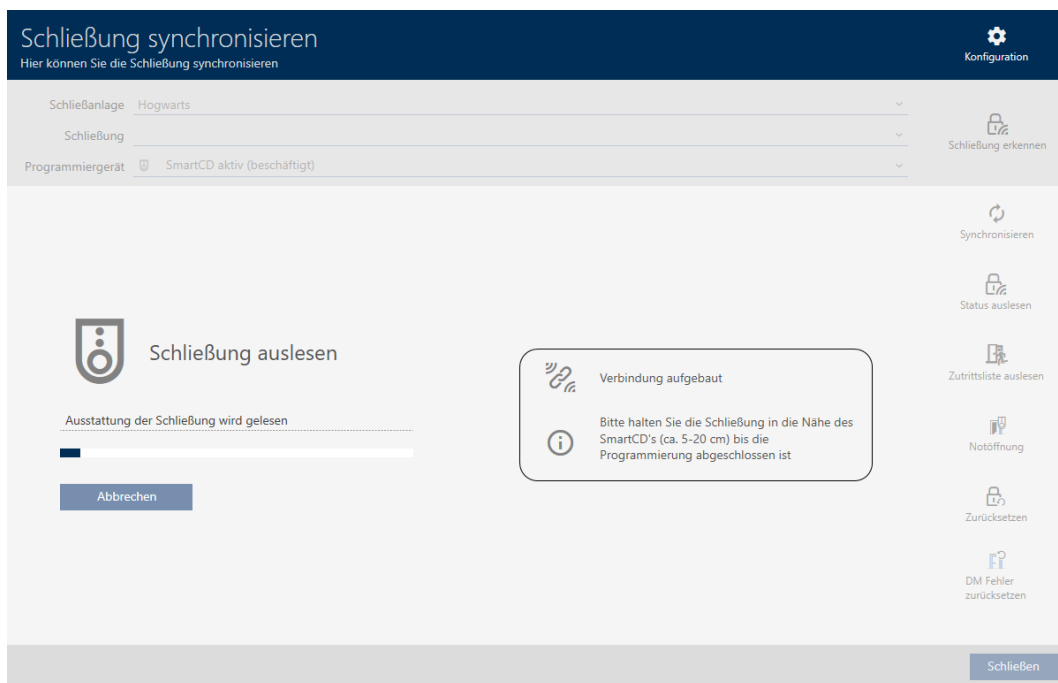 Schließung synchronisieren
Hier können Sie die Schließung synchronisieren
Konfiguration
Schließanlage Hogwarts
Schließung
Programmiergerät SmartCD aktiv (beschäftigt)
Schließung erkennen
Synchronisieren
Status auslesen
Zutrittsliste auslesen
Notöffnung
Zurücksetzen
DM Fehler
zurücksetzen
Schließung auslesen
Ausstattung der Schließung wird gelesen
Abbrechen
Verbindung aufgebaut
Bitte halten Sie die Schließung in die Nähe des
SmartCD's (ca. 5-20 cm) bis die
Programmierung abgeschlossen ist
Schließen